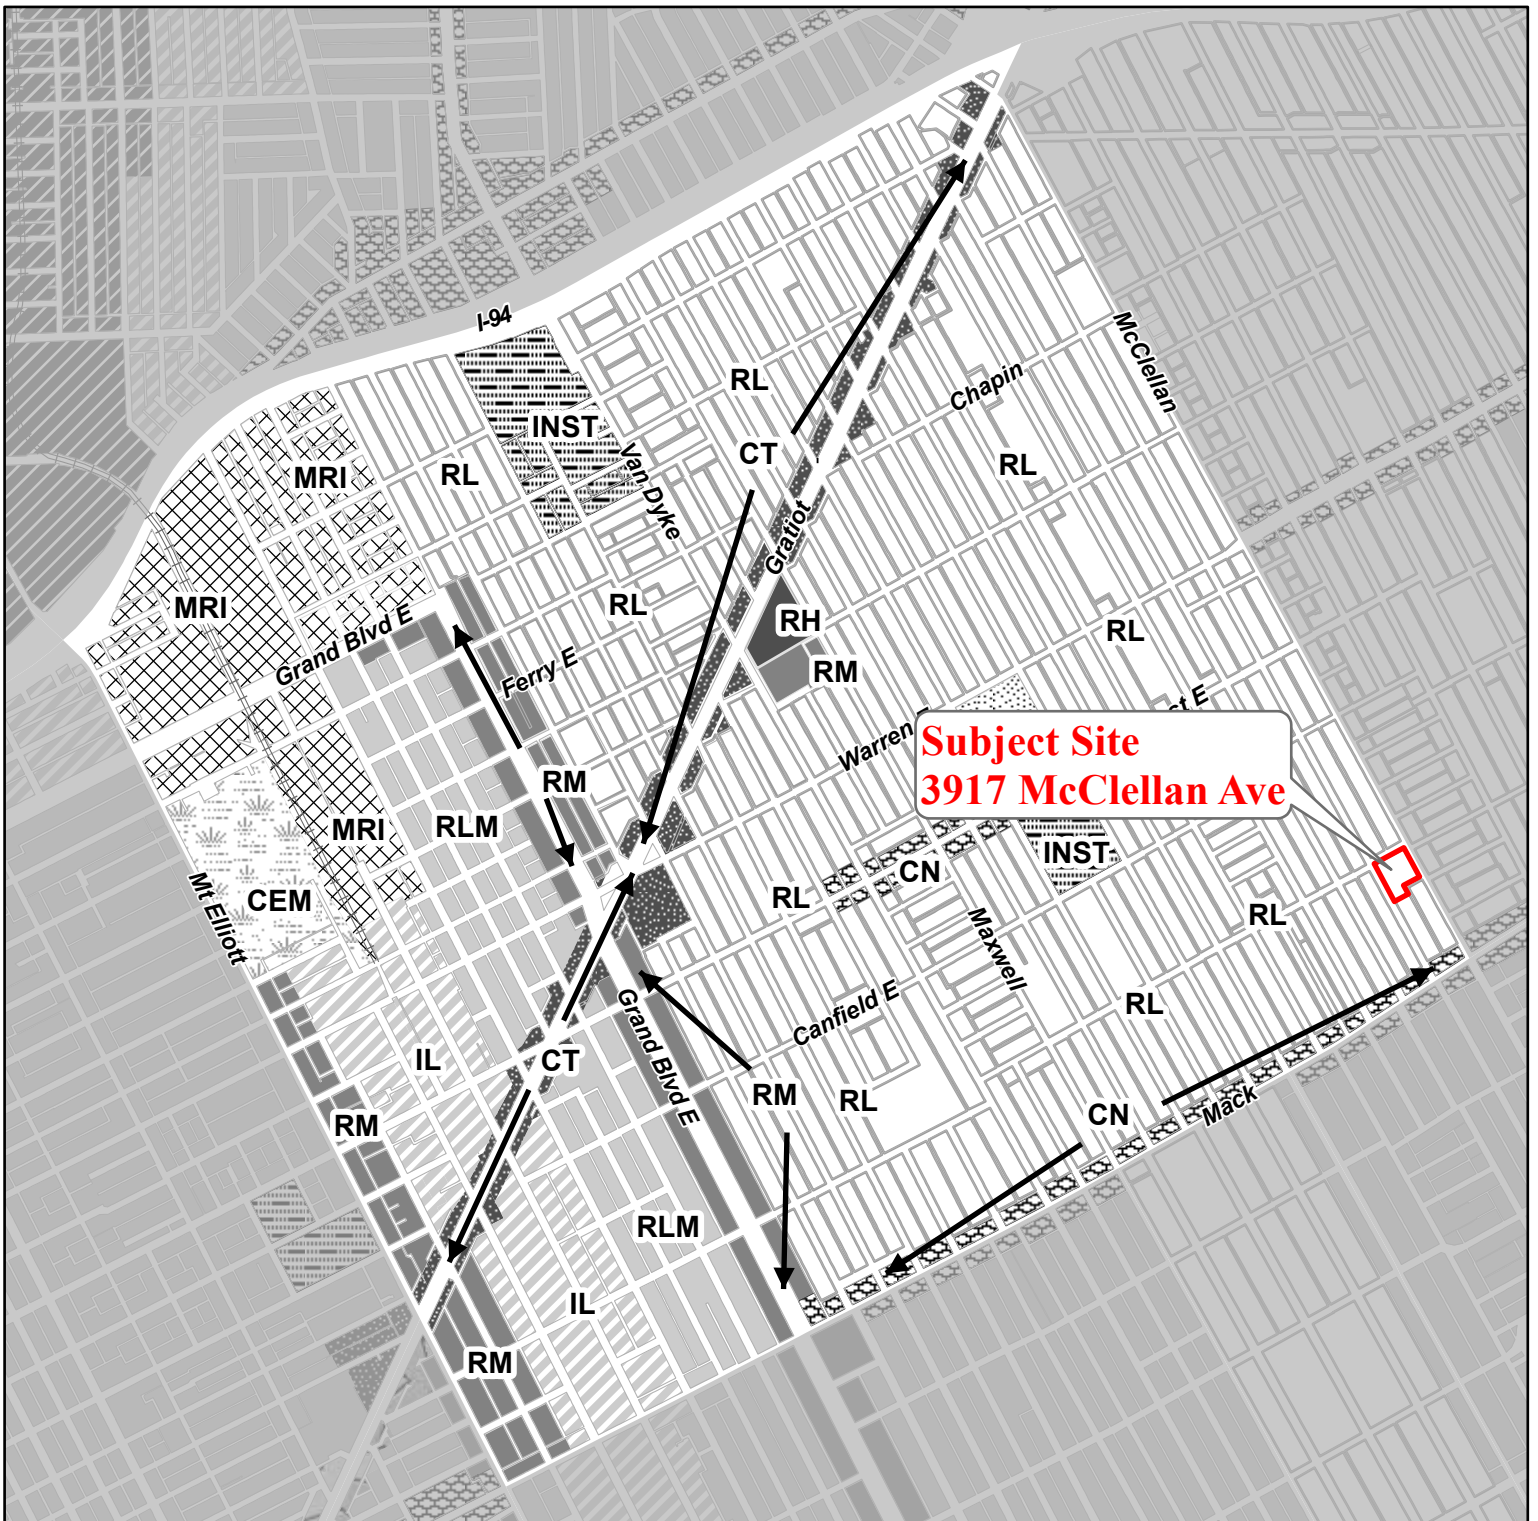 I-94
McClellan
RL
Chapin
INST
CT
RL
MRI
RL
Van Dyke
Gratiot
MRI
RL
RH
RL
Grand Blvd E
Ferry E
RM
st E
Warren
Subject Site
3917 McClellan Ave
RM
MRI
RLM
INST
CN
RL
CEM
Mt Elliott
RL
Maxwell
RL
Canfield E
Grand Blvd E
IL
CT
RM
RL
CN
Mack
RM
RLM
IL
RM